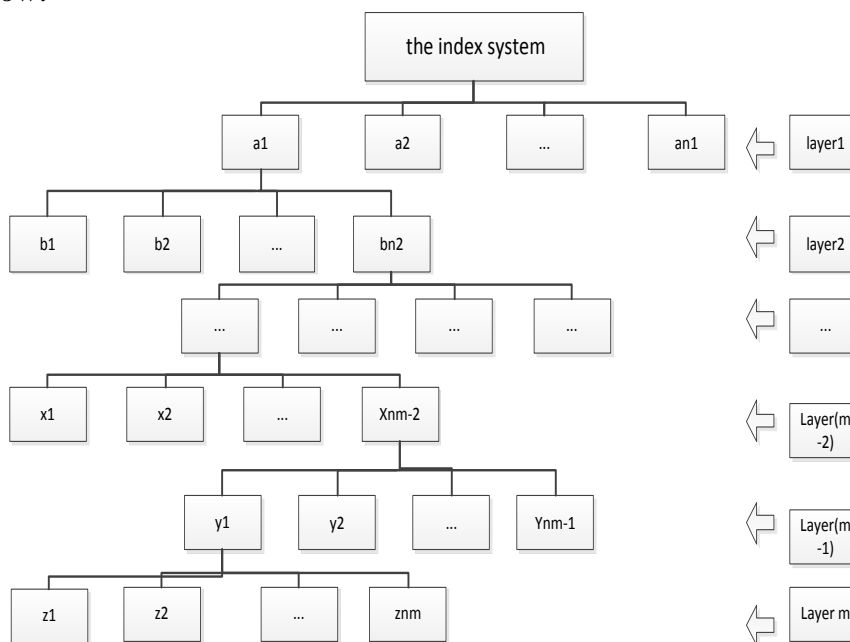 the index system
a1 a2 ... an1 layer1
b1 b2 ... bn2 layer2
... ... ... ... ...
x1 x2 ... Xnm-2 Layer(m
-2)
y1 y2 ... Ynm-1 Layer(m
-1)
z1 z2 ... znm Layer m